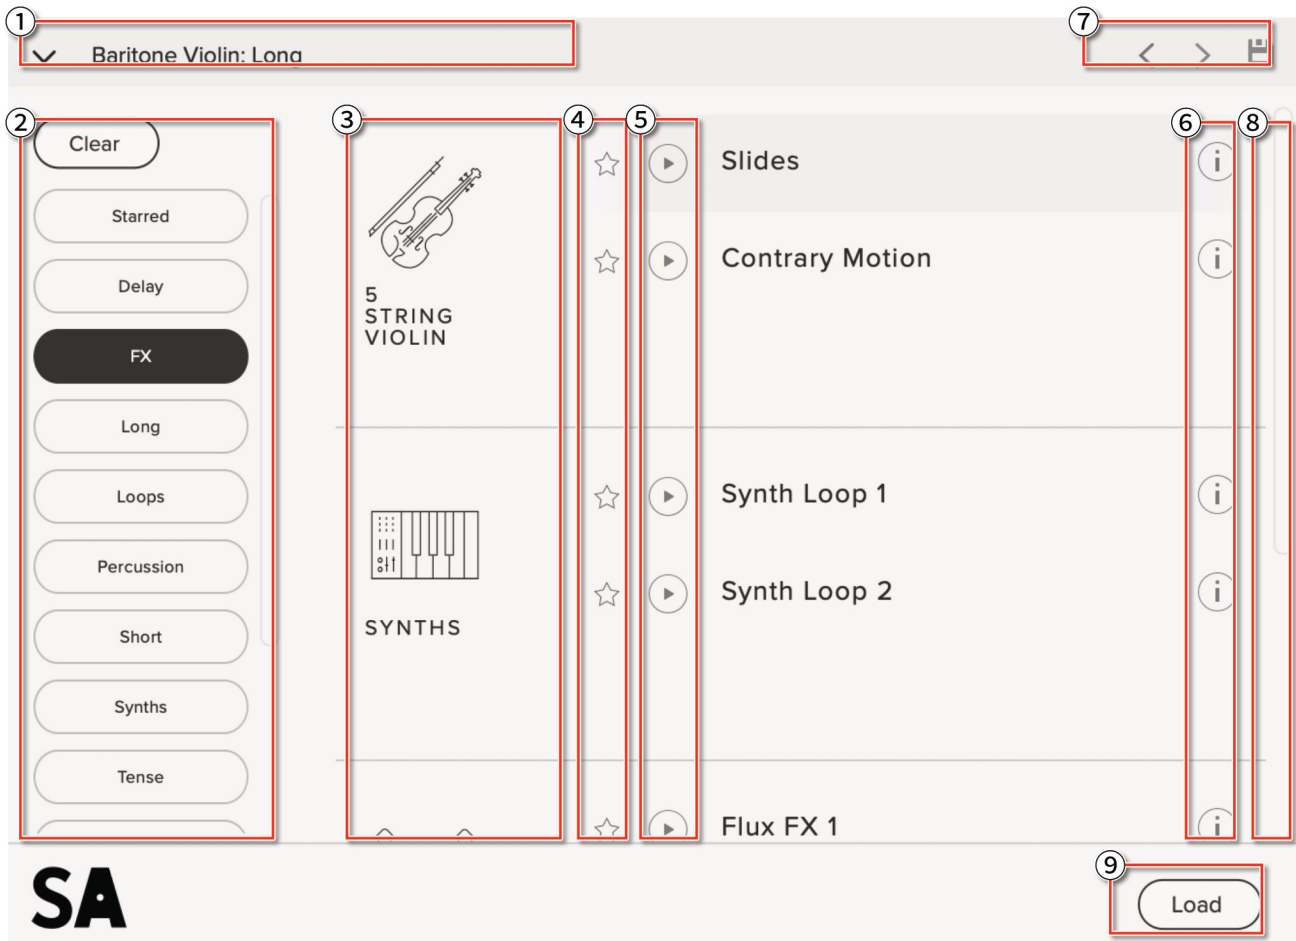 1
Baritone Violin: Long
7
2
Clear
Starred
Delay
FX
Long
Loops
Percussion
Short
Synths
Tense
3
5
STRING
VIOLIN
SYNTHS
4
5
6
8
Slides
i
Contrary Motion
i
Synth Loop 1
i
Synth Loop 2
i
Flux FX 1
i
SA
9
Load